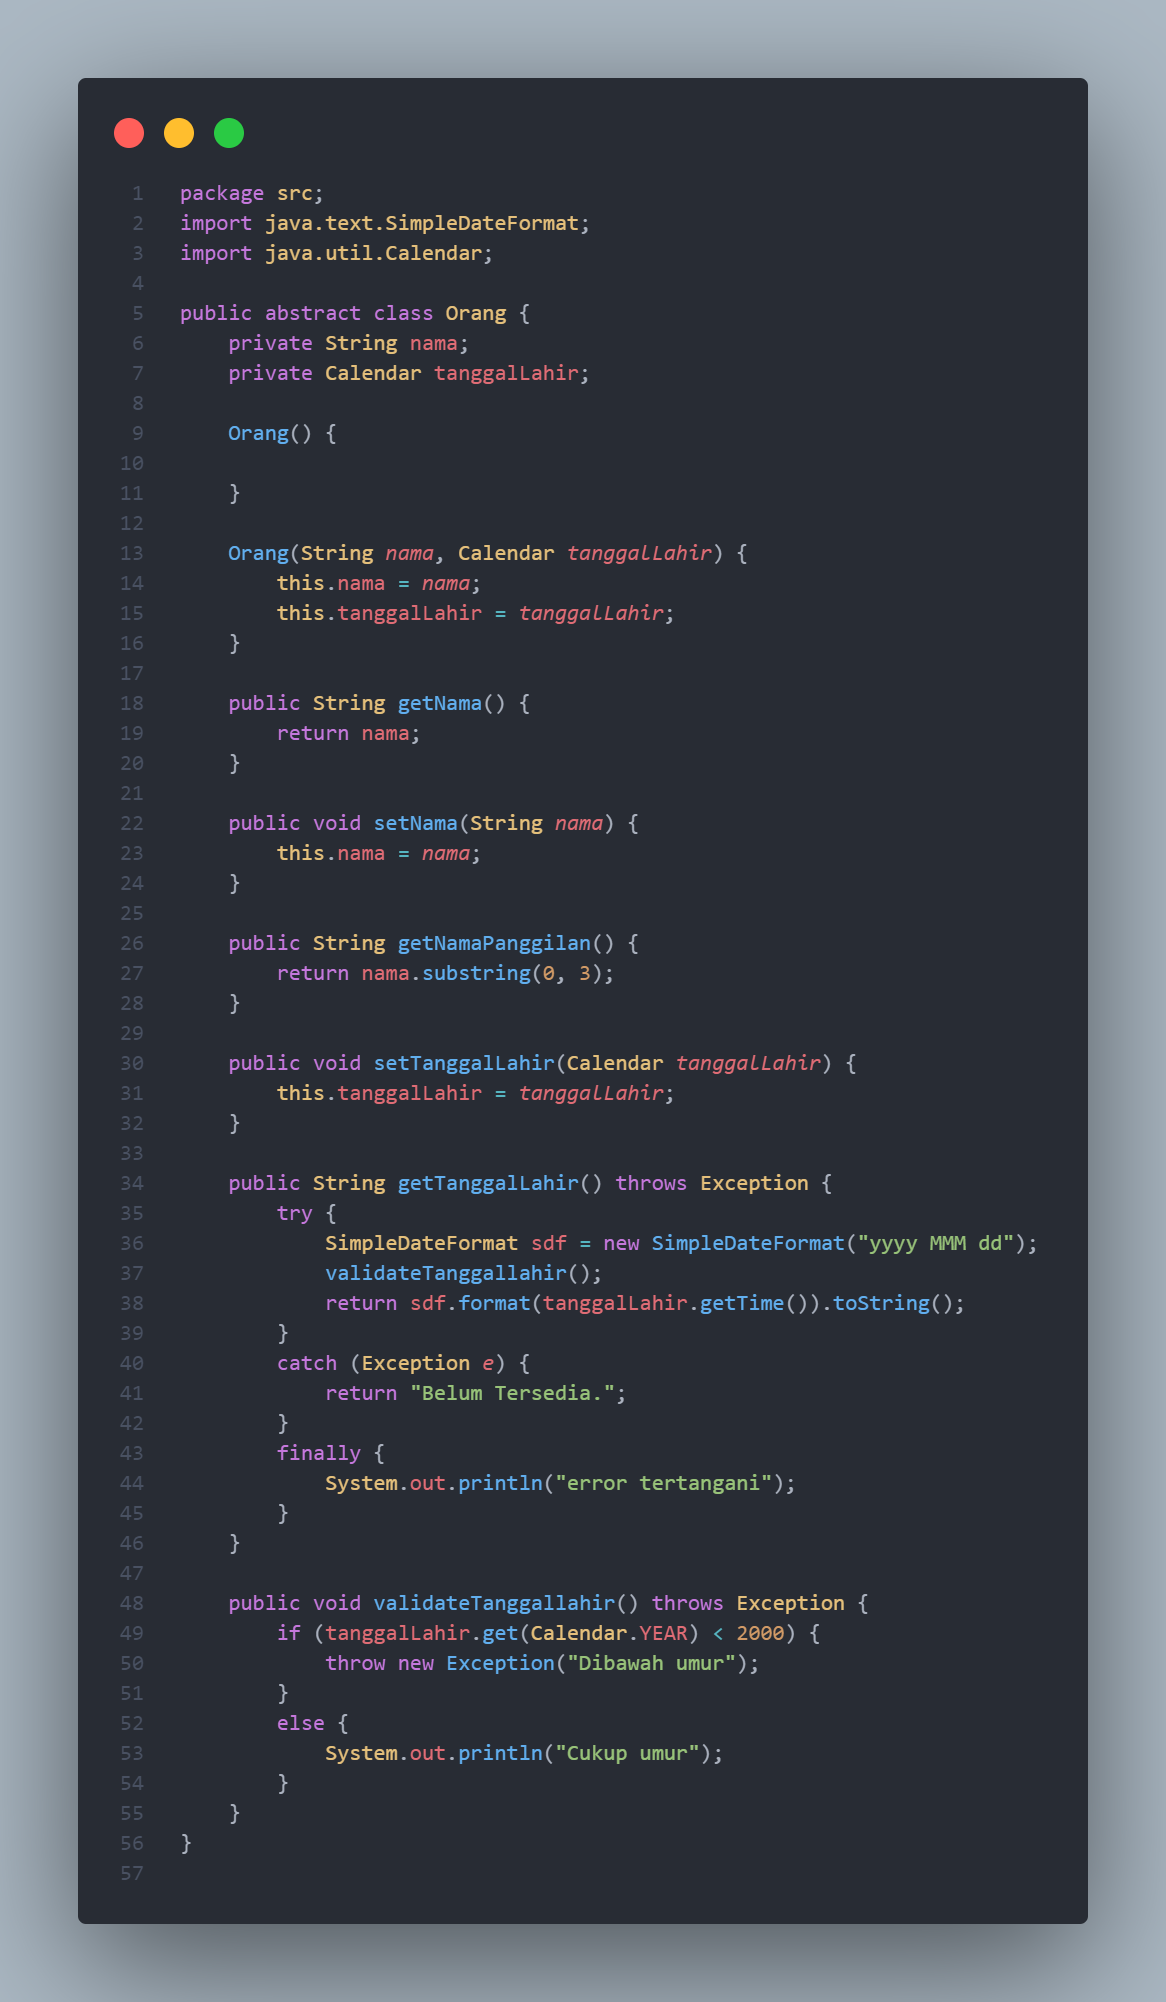 1 package src;
2 import java.text.SimpleDateFormat;
3 import java.util.Calendar;
4
5 public abstract class Orang {
6     private String nama;
7     private Calendar tanggalLahir;
8
9     Orang() {
10
11     }
12
13     Orang(String nama, Calendar tanggalLahir) {
14         this.nama = nama;
15         this.tanggalLahir = tanggalLahir;
16     }
17
18     public String getNama() {
19         return nama;
20     }
21
22     public void setNama(String nama) {
23         this.nama = nama;
24     }
25
26     public String getNamaPanggilan() {
27         return nama.substring(0, 3);
28     }
29
30     public void setTanggalLahir(Calendar tanggalLahir) {
31         this.tanggalLahir = tanggalLahir;
32     }
33
34     public String getTanggalLahir() throws Exception {
35         try {
36             SimpleDateFormat sdf = new SimpleDateFormat("yyyy MMM dd");
37             validateTanggallahir();
38             return sdf.format(tanggalLahir.getTime()).toString();
39         }
40         catch (Exception e) {
41             return "Belum Tersedia.";
42         }
43         finally {
44             System.out.println("error tertangani");
45         }
46     }
47
48     public void validateTanggallahir() throws Exception {
49         if (tanggalLahir.get(Calendar.YEAR) < 2000) {
50             throw new Exception("Dibawah umur");
51         }
52         else {
53             System.out.println("Cukup umur");
54         }
55     }
56 }
57